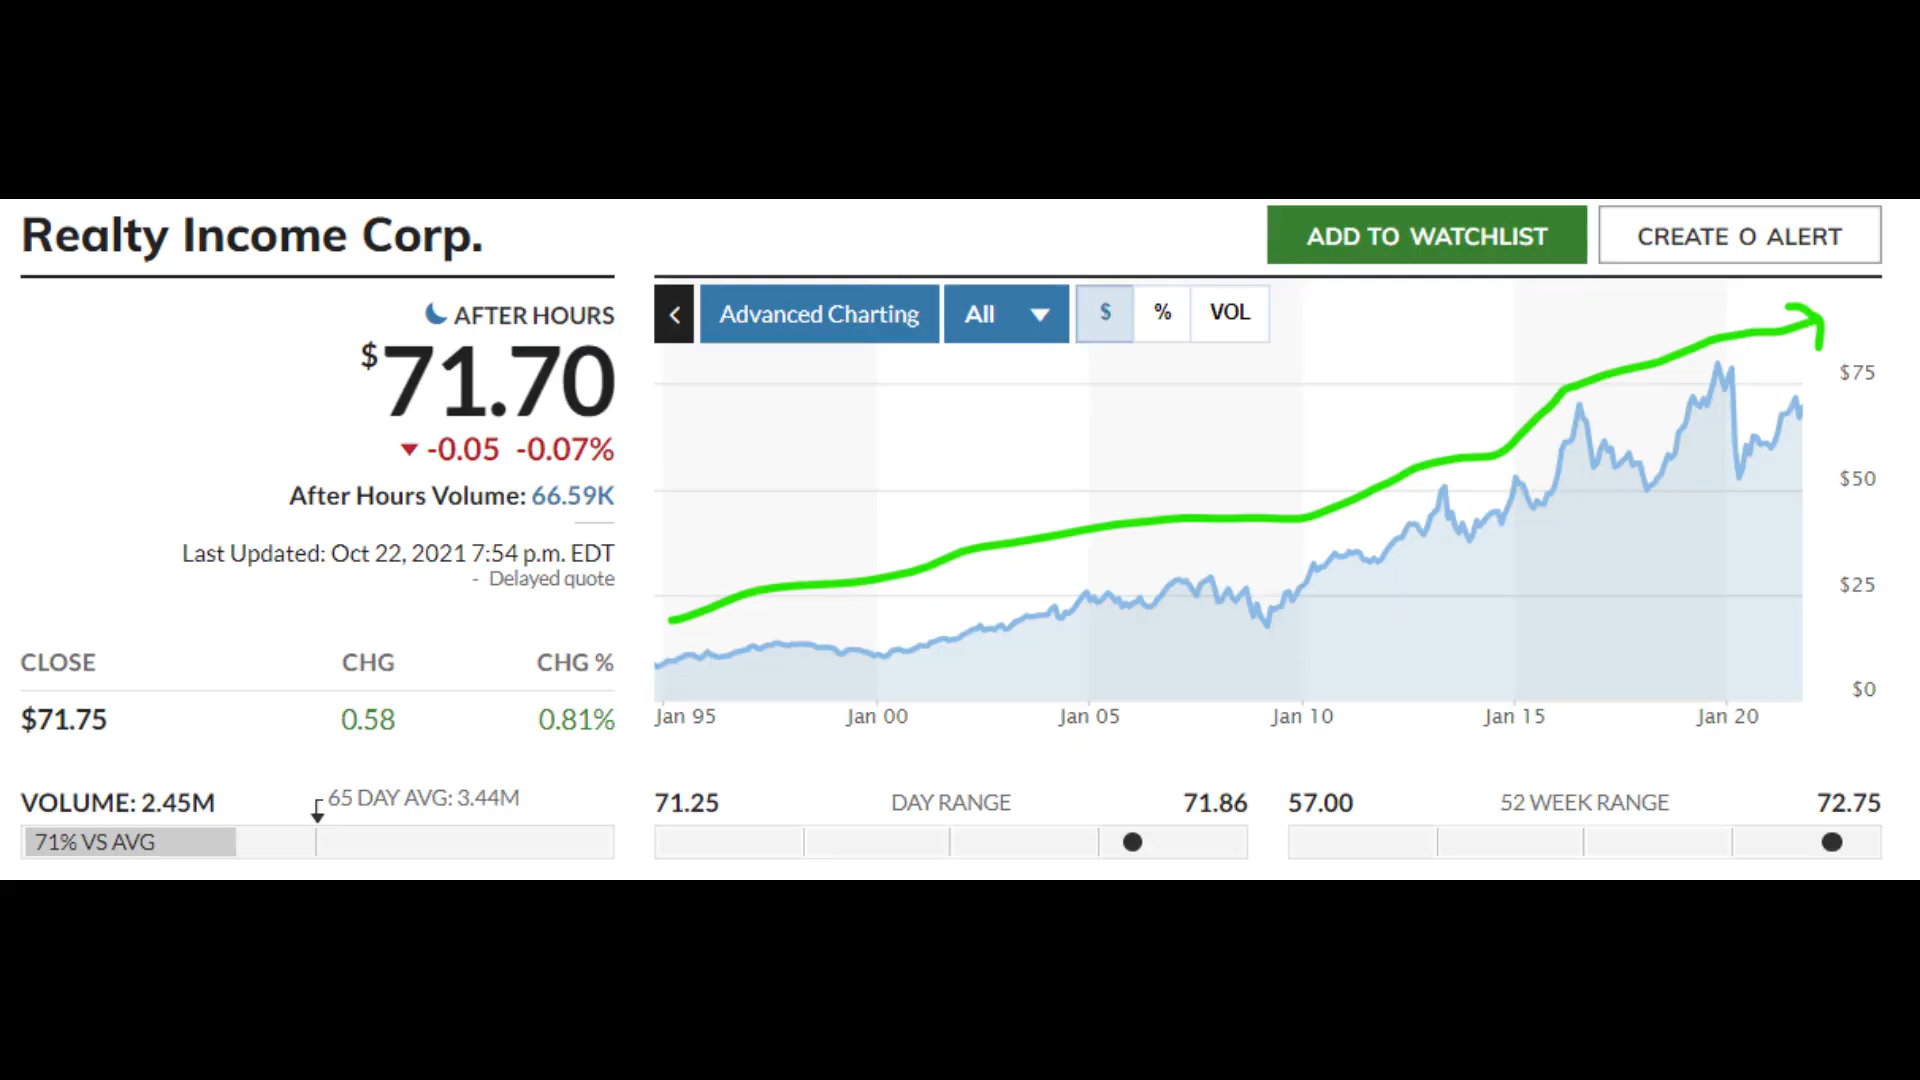 Realty Income Corp.
ADD TO WATCHLIST
CREATE O ALERT
AFTER HOURS
$71.70
-0.05 -0.07%
After Hours Volume: 66.59K
Last Updated: Oct 22, 2021 7:54 p.m. EDT
- Delayed quote
CLOSE CHG CHG %
$71.75 0.58 0.81%
VOLUME: 2.45M
65 DAY AVG: 3.44M
71% VS AVG
< Advanced Charting All $ % VOL
$75
$50
$25
$0
Jan 95 Jan 00 Jan 05 Jan 10 Jan 15 Jan 20
71.25 DAY RANGE 71.86
57.00 52 WEEK RANGE 72.75